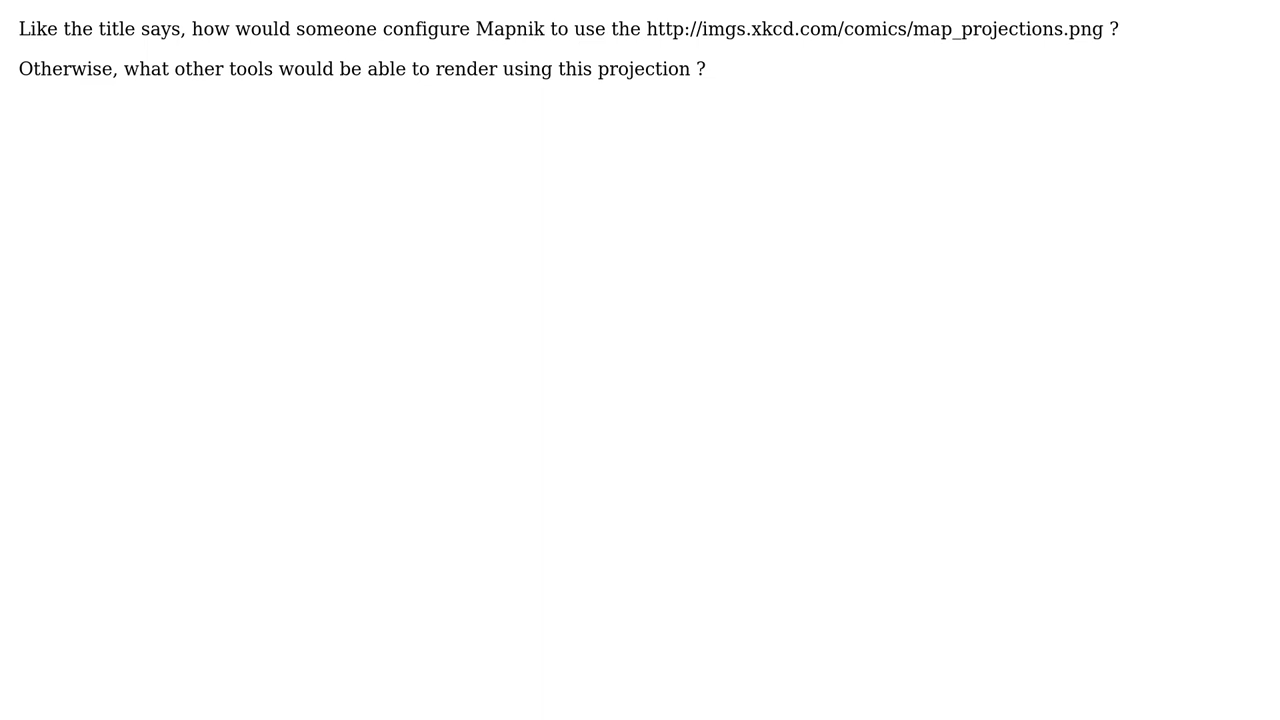 Like the title says, how would someone configure Mapnik to use the http://imgs.xkcd.com/comics/map_projections.png ?
Otherwise, what other tools would be able to render using this projection ?